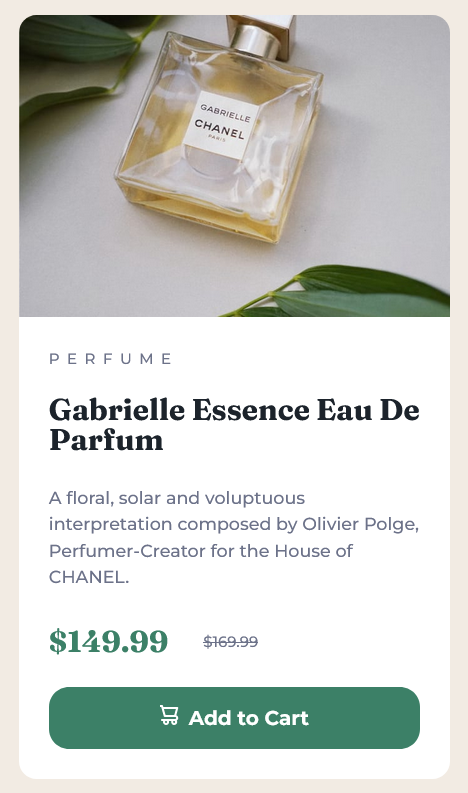 GABRIELLE
CHANEL
PARIS
PERFUME
Gabrielle Essence Eau De
Parfum
A floral, solar and voluptuous
interpretation composed by Olivier Polge,
Perfumer-Creator for the House of
CHANEL.
$149.99 $169.99
Add to Cart